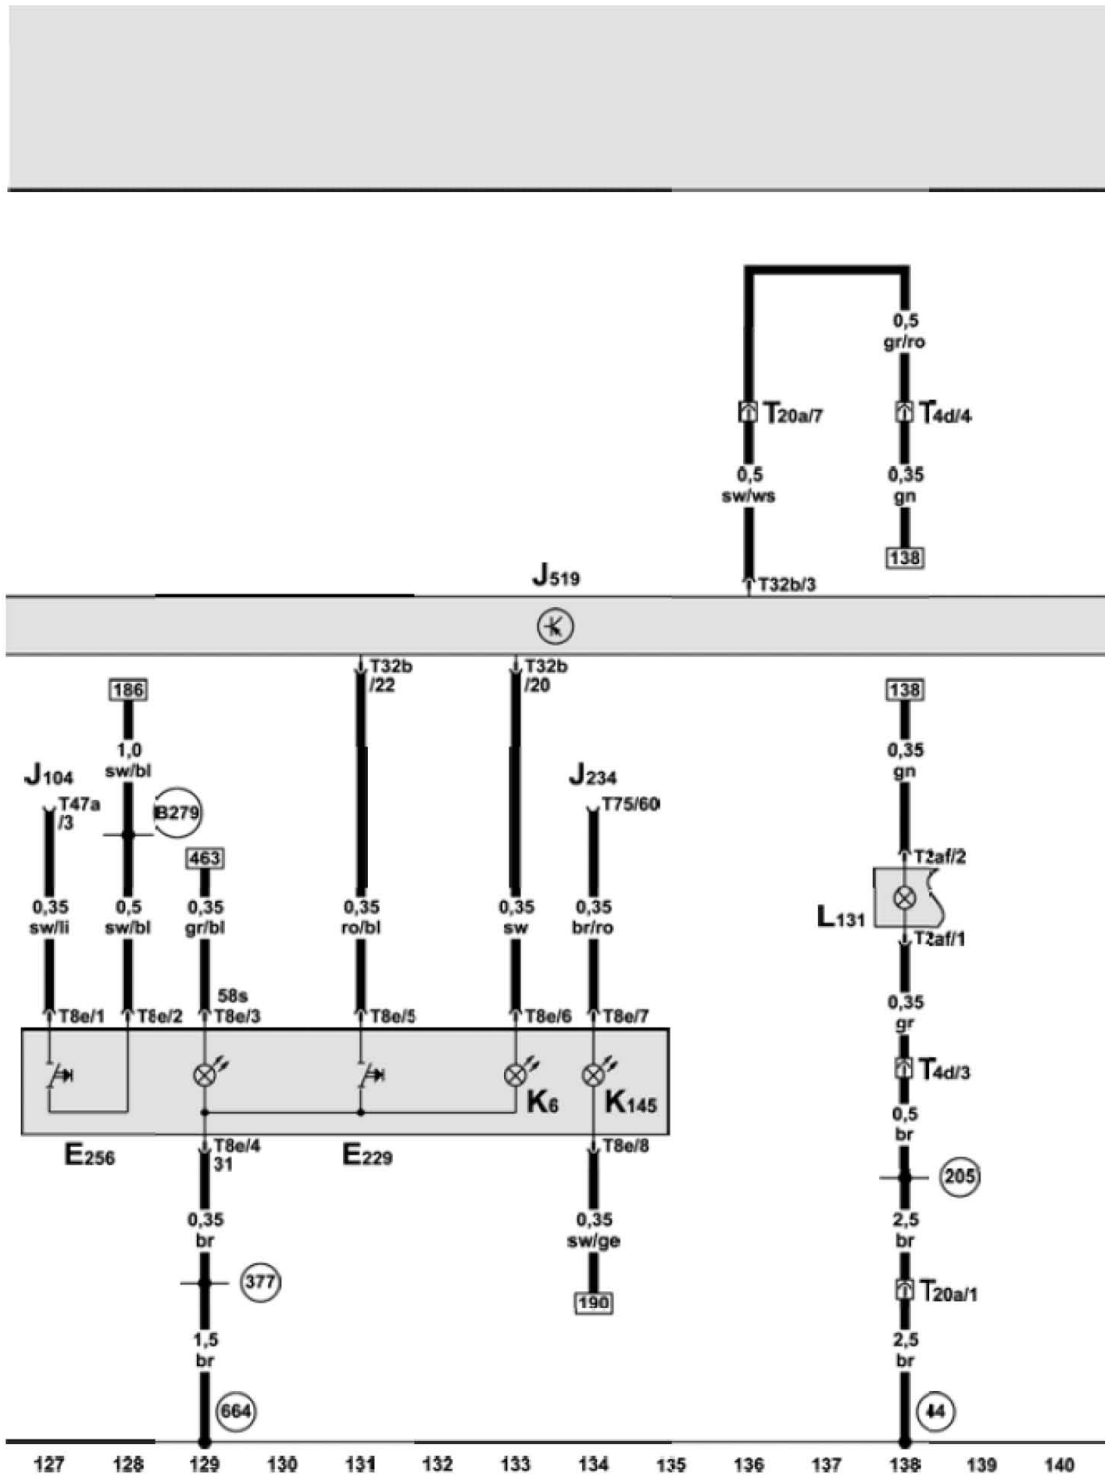 0,5
gr/ro
T20a/7
T4d/4
0,5
sw/ws
0,35
gn
138
J519
T32b/3
T32b
/22
T32b
/20
186
138
1,0
sw/bl
0,35
gn
J104
J234
T47a
/3
B279
T75/60
463
T2af/2
0,35
sw/li
0,5
sw/bl
0,35
gr/bl
0,35
ro/bl
0,35
sw
0,35
br/ro
L131
T2af/1
58s
T8e/1
T8e/2
T8e/3
T8e/5
T8e/6
T8e/7
0,35
gr
T4d/3
K6
K145
0,5
br
E256
T8e/4
31
E229
T8e/8
205
0,35
br
0,35
sw/ge
2,5
br
377
190
T20a/1
1,5
br
2,5
br
664
44
127 128 129 130 131 132 133 134 135 136 137 138 139 140